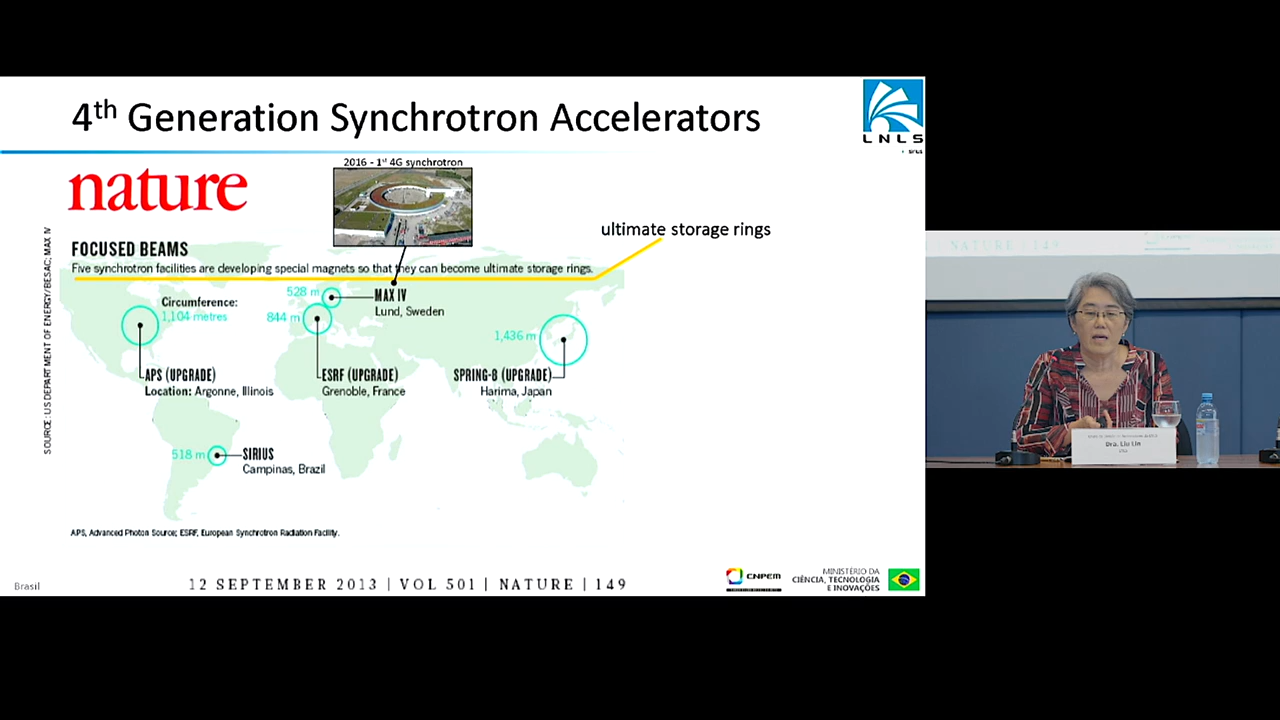 4th Generation Synchrotron Accelerators
LNLS
2016 - 1st 4G synchrotron
nature
ultimate storage rings
FOCUSED BEAMS
Five synchrotron facilities are developing special magnets so that they can become ultimate storage rings.
SOURCE: US DEPARTMENT OF ENERGY/BESAC; MAX IV
Circumference:
1,104 metres
528 m
MAX IV
Lund, Sweden
844 m
1,436 m
APS (UPGRADE)
Location: Argonne, Illinois
ESRF (UPGRADE)
Grenoble, France
SPRING-8 (UPGRADE)
Harima, Japan
518 m
SIRIUS
Campinas, Brazil
APS, Advanced Photon Source; ESRF, European Synchrotron Radiation Facility.
Brasil
12 SEPTEMBER 2013 | VOL 501 | NATURE | 149
CNPEM
MINISTÉRIO DA
CIÊNCIA, TECNOLOGIA
E INOVAÇÕES
NATURE | 149
Dra. Liu Lin